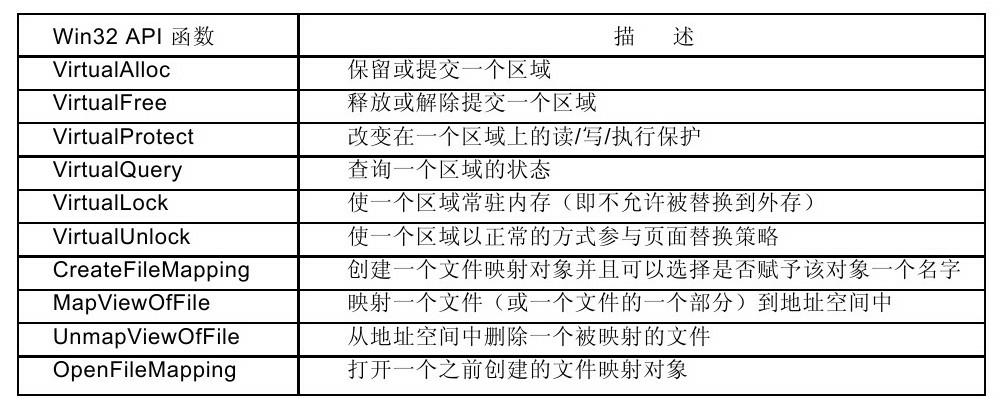 Win32 API 函数 描 述
VirtualAlloc 保留或提交一个区域
VirtualFree 释放或解除提交一个区域
VirtualProtect 改变在一个区域上的读/写/执行保护
VirtualQuery 查询一个区域的状态
VirtualLock 使一个区域常驻内存（即不允许被替换到外存）
VirtualUnlock 使一个区域以正常的方式参与页面替换策略
CreateFileMapping 创建一个文件映射对象并且可以选择是否赋予该对象一个名字
MapViewOfFile 映射一个文件（或一个文件的一个部分）到地址空间中
UnmapViewOfFile 从地址空间中删除一个被映射的文件
OpenFileMapping 打开一个之前创建的文件映射对象